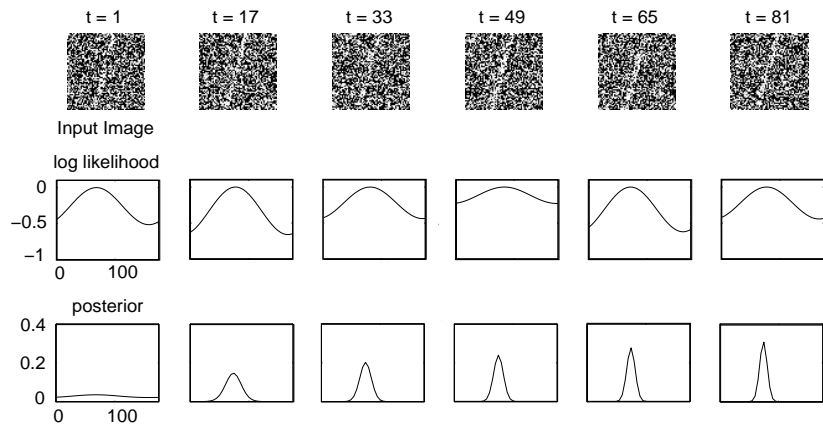 t = 1 t = 17 t = 33 t = 49 t = 65 t = 81
Input Image
log likelihood
0
−0.5
−1
0 100
posterior
0.4
0.2
0
0 100